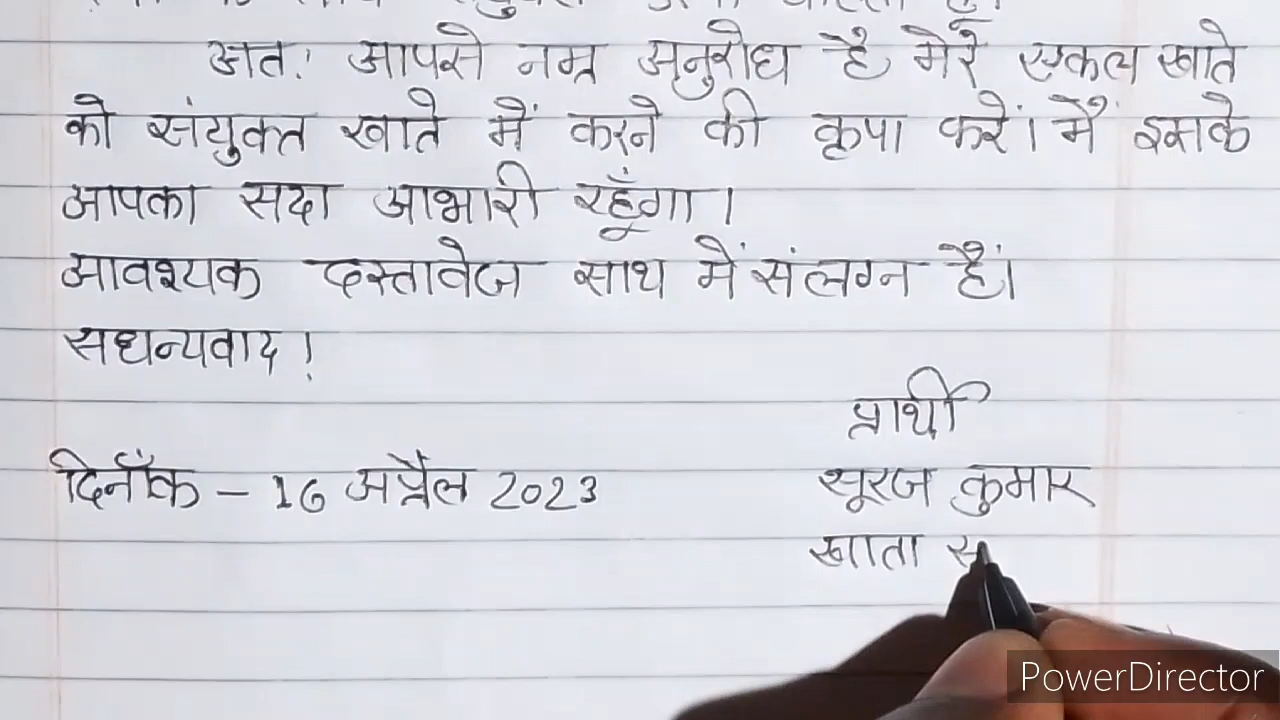 अतः आपसे नम्र अनुरोध है मेरे एकल खाते
को संयुक्त खाते में करने की कृपा करें। मैं इसके
आपका सदा आभारी रहूँगा।
आवश्यक दस्तावेज साथ में संलग्न हैं।
सधन्यवाद!
प्रार्थी
दिनाँक - 16 अप्रैल 2023
सूरज कुमार
खाता स
PowerDirector